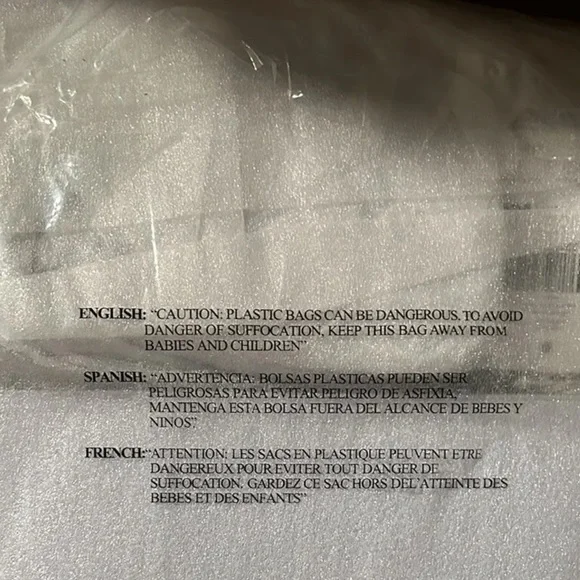 ENGLISH: “CAUTION: PLASTIC BAGS CAN BE DANGEROUS. TO AVOID
DANGER OF SUFFOCATION, KEEP THIS BAG AWAY FROM
BABIES AND CHILDREN”
SPANISH: “ADVERTENCIA: BOLSAS PLASTICAS PUEDEN SER
PELIGROSAS PARA EVITAR PELIGRO DE ASFIXIA,
MANTENGA ESTA BOLSA FUERA DEL ALCANCE DE BEBES Y
NINOS”
FRENCH:“ATTENTION: LES SACS EN PLASTIQUE PEUVENT ETRE
DANGEREUX POUR EVITER TOUT DANGER DE
SUFFOCATION. GARDEZ CE SAC HORS DEL’ATTEINTE DES
BEBES ET DES ENFANTS”